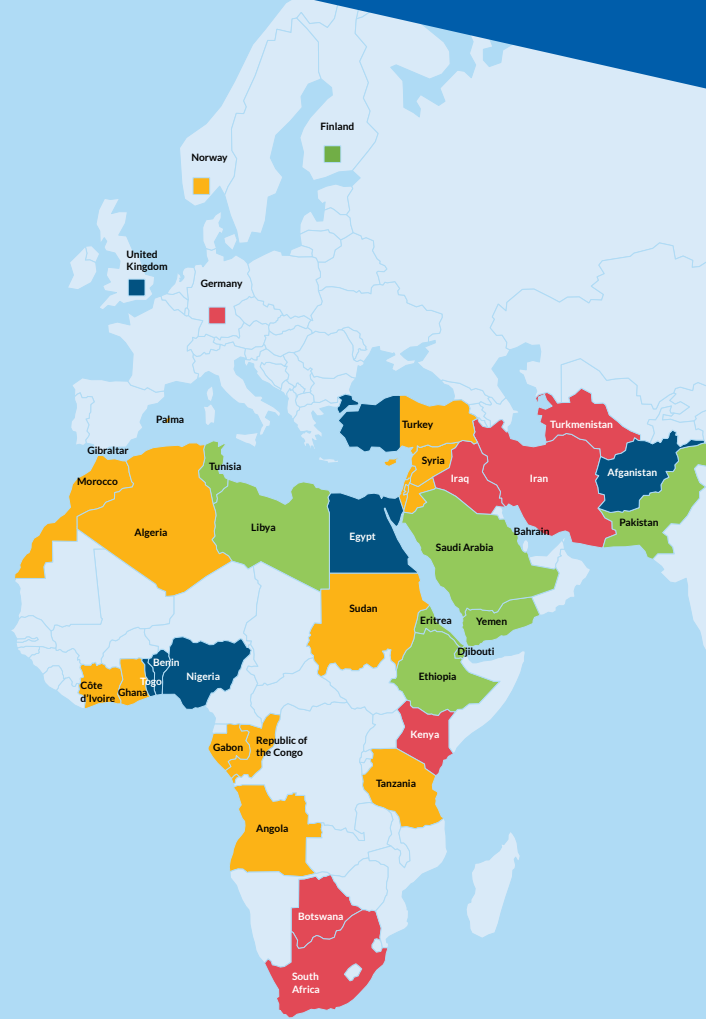 Finland
Norway
United
Kingdom
Germany
Palma
Gibraltar
Morocco
Tunisia
Algeria
Libya
Egypt
Turkey
Syria
Iraq
Iran
Turkmenistan
Afganistan
Pakistan
Bahrain
Saudi Arabia
Yemen
Sudan
Eritrea
Djibouti
Ethiopia
Berlin
Togo
Nigeria
Côte
d'Ivoire
Ghana
Gabon
Republic of
the Congo
Kenya
Tanzania
Angola
Botswana
South
Africa